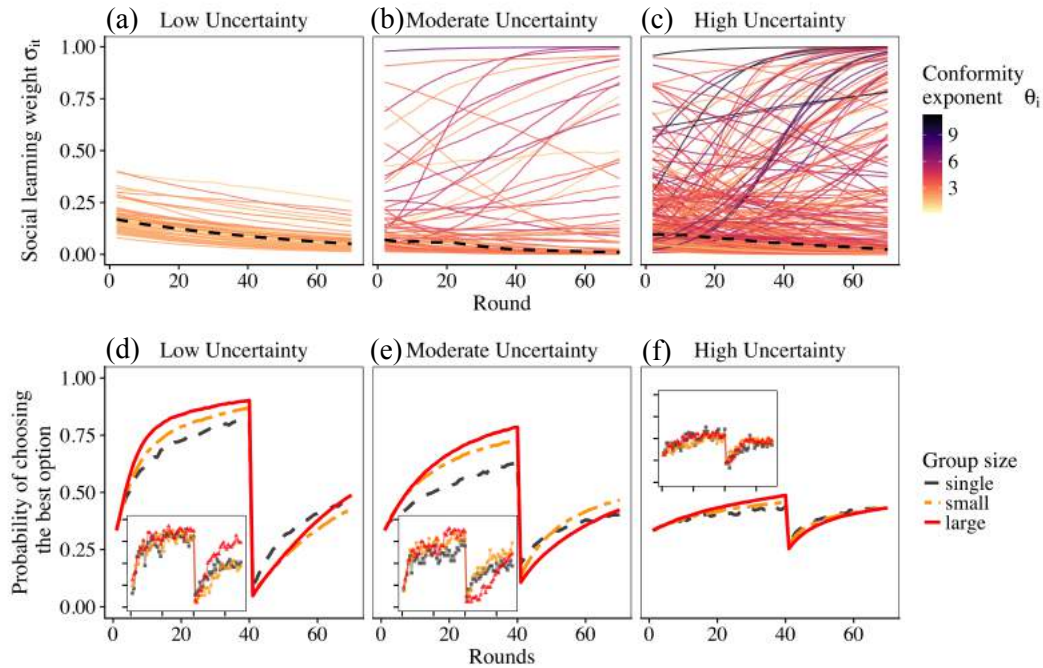 (a) Low Uncertainty
(b) Moderate Uncertainty
(c) High Uncertainty
Social learning weight σit
1.00
0.75
0.50
0.25
0.00
20 40 60
20 40 60
20 40 60
Round
Conformity
exponent θi
9
6
3
(d) Low Uncertainty
(e) Moderate Uncertainty
(f) High Uncertainty
Probability of choosing
the best option
1.00
0.75
0.50
0.25
0.00
0 20 40 60
0 20 40 60
0 20 40 60
Rounds
Group size
single
small
large